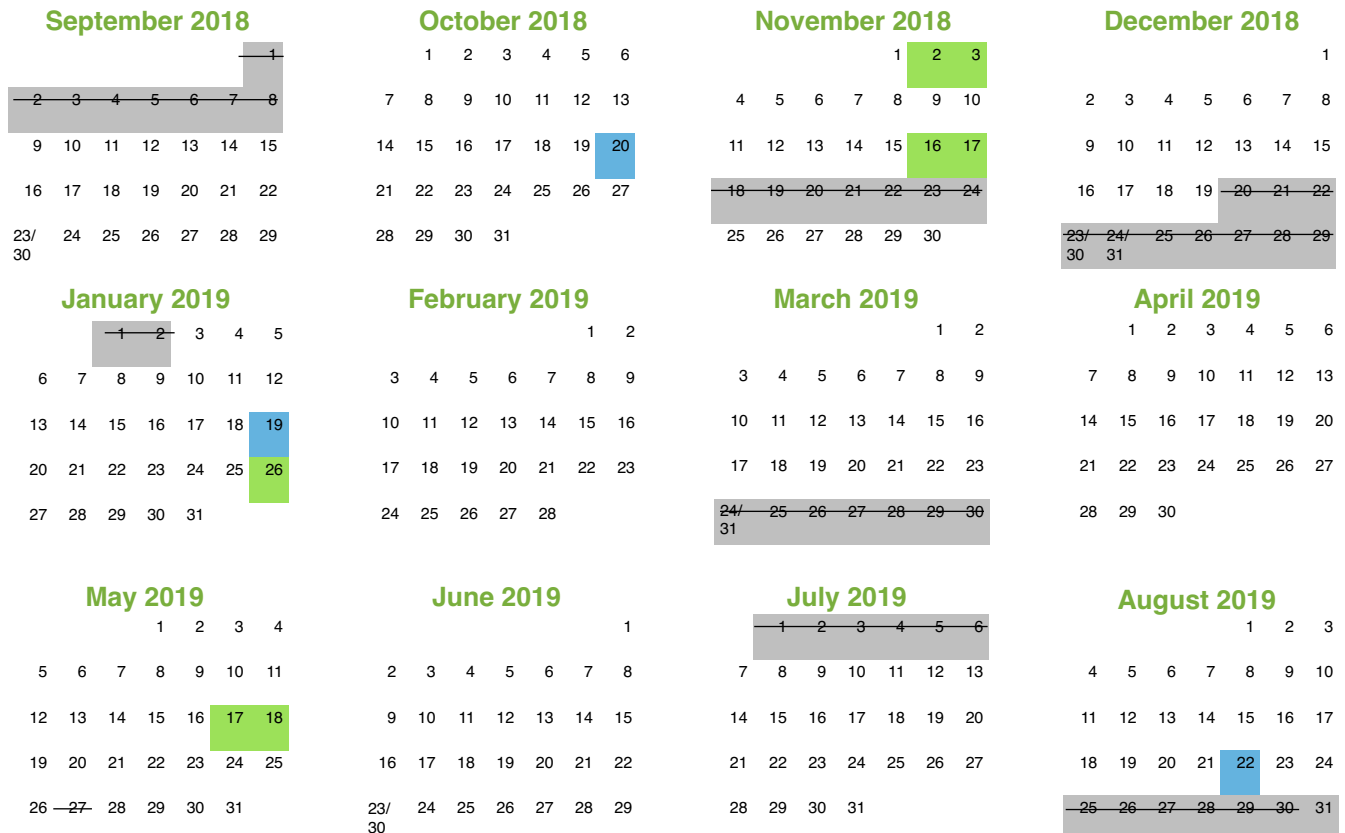 September 2018
1
2 3 4 5 6 7 8
9 10 11 12 13 14 15
16 17 18 19 20 21 22
23/ 24 25 26 27 28 29
30
October 2018
1 2 3 4 5 6
7 8 9 10 11 12 13
14 15 16 17 18 19 20
21 22 23 24 25 26 27
28 29 30 31
November 2018
1 2 3
4 5 6 7 8 9 10
11 12 13 14 15 16 17
18 19 20 21 22 23 24
25 26 27 28 29 30
December 2018
1
2 3 4 5 6 7 8
9 10 11 12 13 14 15
16 17 18 19 20 21 22
23/ 24/ 25 26 27 28 29
30 31
January 2019
1 2 3 4 5
6 7 8 9 10 11 12
13 14 15 16 17 18 19
20 21 22 23 24 25 26
27 28 29 30 31
February 2019
1 2
3 4 5 6 7 8 9
10 11 12 13 14 15 16
17 18 19 20 21 22 23
24 25 26 27 28
March 2019
1 2
3 4 5 6 7 8 9
10 11 12 13 14 15 16
17 18 19 20 21 22 23
24/ 25 26 27 28 29 30
31
April 2019
1 2 3 4 5 6
7 8 9 10 11 12 13
14 15 16 17 18 19 20
21 22 23 24 25 26 27
28 29 30
May 2019
1 2 3 4
5 6 7 8 9 10 11
12 13 14 15 16 17 18
19 20 21 22 23 24 25
26 27 28 29 30 31
June 2019
1
2 3 4 5 6 7 8
9 10 11 12 13 14 15
16 17 18 19 20 21 22
23/ 24 25 26 27 28 29
30
July 2019
1 2 3 4 5 6
7 8 9 10 11 12 13
14 15 16 17 18 19 20
21 22 23 24 25 26 27
28 29 30 31
August 2019
1 2 3
4 5 6 7 8 9 10
11 12 13 14 15 16 17
18 19 20 21 22 23 24
25 26 27 28 29 30 31